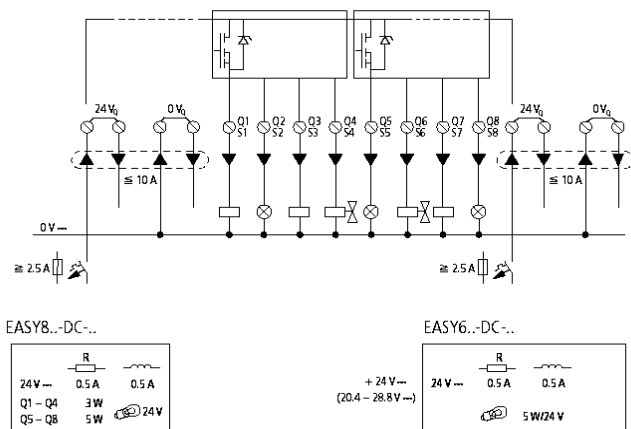 24 VQ 0 VQ Q1 S1 Q2 S2 Q3 S3 Q4 S4 Q5 S5 Q6 S6 Q7 S7 Q8 S8 24 VQ 0 VQ
≦ 10 A ≦ 10 A
0 V
≧ 2.5 A ≧ 2.5 A
EASY8..-DC-.. EASY6..-DC-..
R R
24 V 0.5 A 0.5 A + 24 V 24 V 0.5 A 0.5 A
(20.4 – 28.8 V )
Q1 – Q4 3 W
Q5 – Q8 5 W 24 V 5 W/24 V